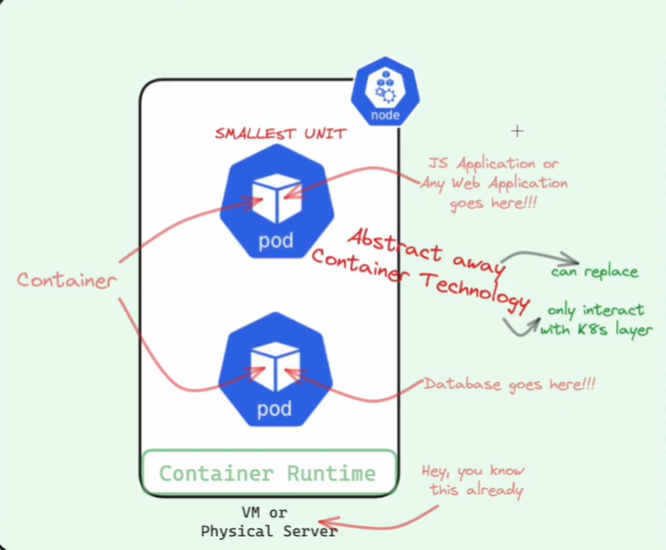 node
SMALLEST UNIT
JS Application or
Any Web Application
goes here!!!
pod
Abstract away
Container Technology
can replace
Container
only interact
with K8s layer
pod
Database goes here!!!
Container Runtime
Hey, you know
this already
VM or
Physical Server